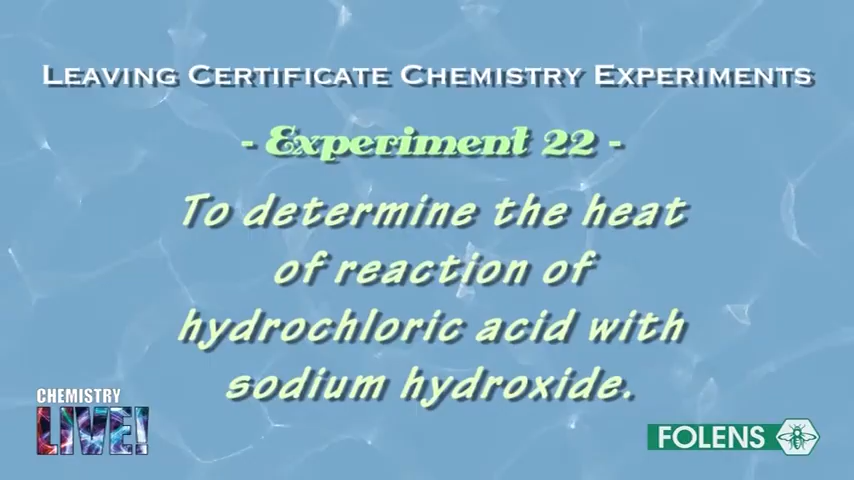 Leaving Certificate Chemistry Experiments
- Experiment 22 -
To determine the heat
of reaction of
hydrochloric acid with
sodium hydroxide.
CHEMISTRY
LIVE!
FOLENS